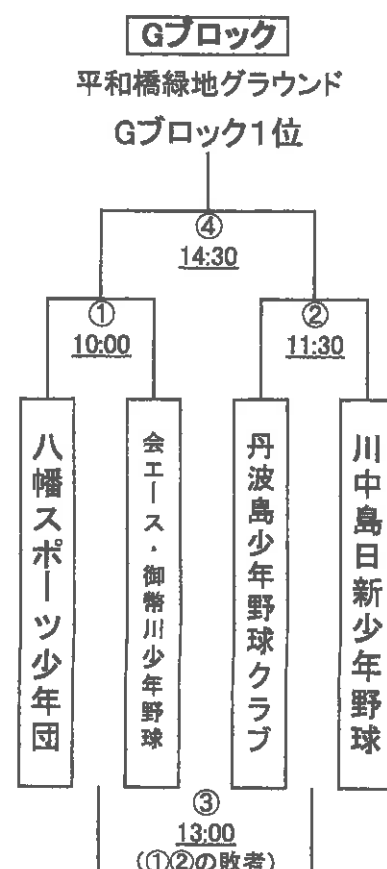 Gブロック
平和橋緑地グラウンド
Gブロック1位
④
14:30
①
10:00
②
11:30
八幡スポーツ少年団
会エース・御幣川少年野球
丹波島少年野球クラブ
川中島日新少年野球
③
13:00
(①②の敗者)